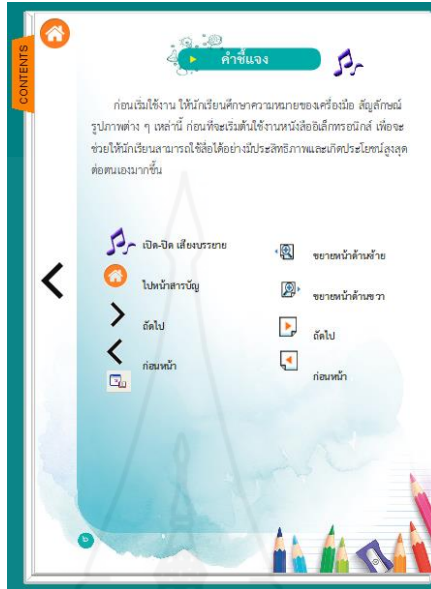 CONTENTS
คำชี้แจง
ก่อนเริ่มใช้งาน ให้นักเรียนศึกษาความหมายของเครื่องมือ สัญลักษณ์
รูปภาพต่าง ๆ เหล่านี้ ก่อนที่จะเริ่มต้นใช้งานหนังสืออิเล็กทรอนิกส์ เพื่อจะ
ช่วยให้นักเรียนสามารถใช้สื่อได้อย่างมีประสิทธิภาพและเกิดประโยชน์สูงสุด
ต่อตนเองมากขึ้น
เปิด-ปิด เสียงบรรยาย
ไปหน้าสารบัญ
ถัดไป
ก่อนหน้า
ขยายหน้าด้านซ้าย
ขยายหน้าด้านขวา
ถัดไป
ก่อนหน้า
๒